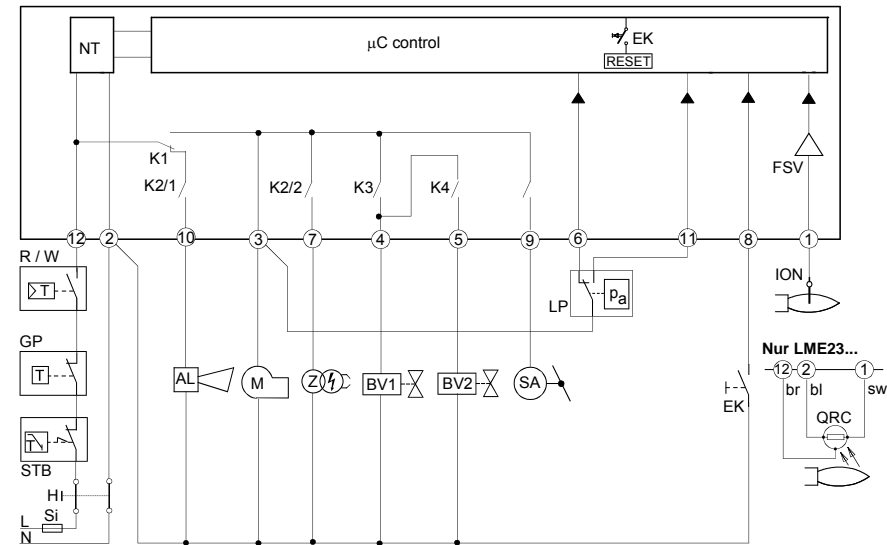 NT
µC control
EK
RESET
K1
K2/1
K2/2
K3
K4
FSV
12 2 10 3 7 4 5 9 6 11 8 1
R / W
T
GP
T
STB
T
H
Si
L
N
AL
M
Z
BV1
BV2
SA
LP
pa
EK
ION
Nur LME23...
12 2 1
br bl sw
QRC